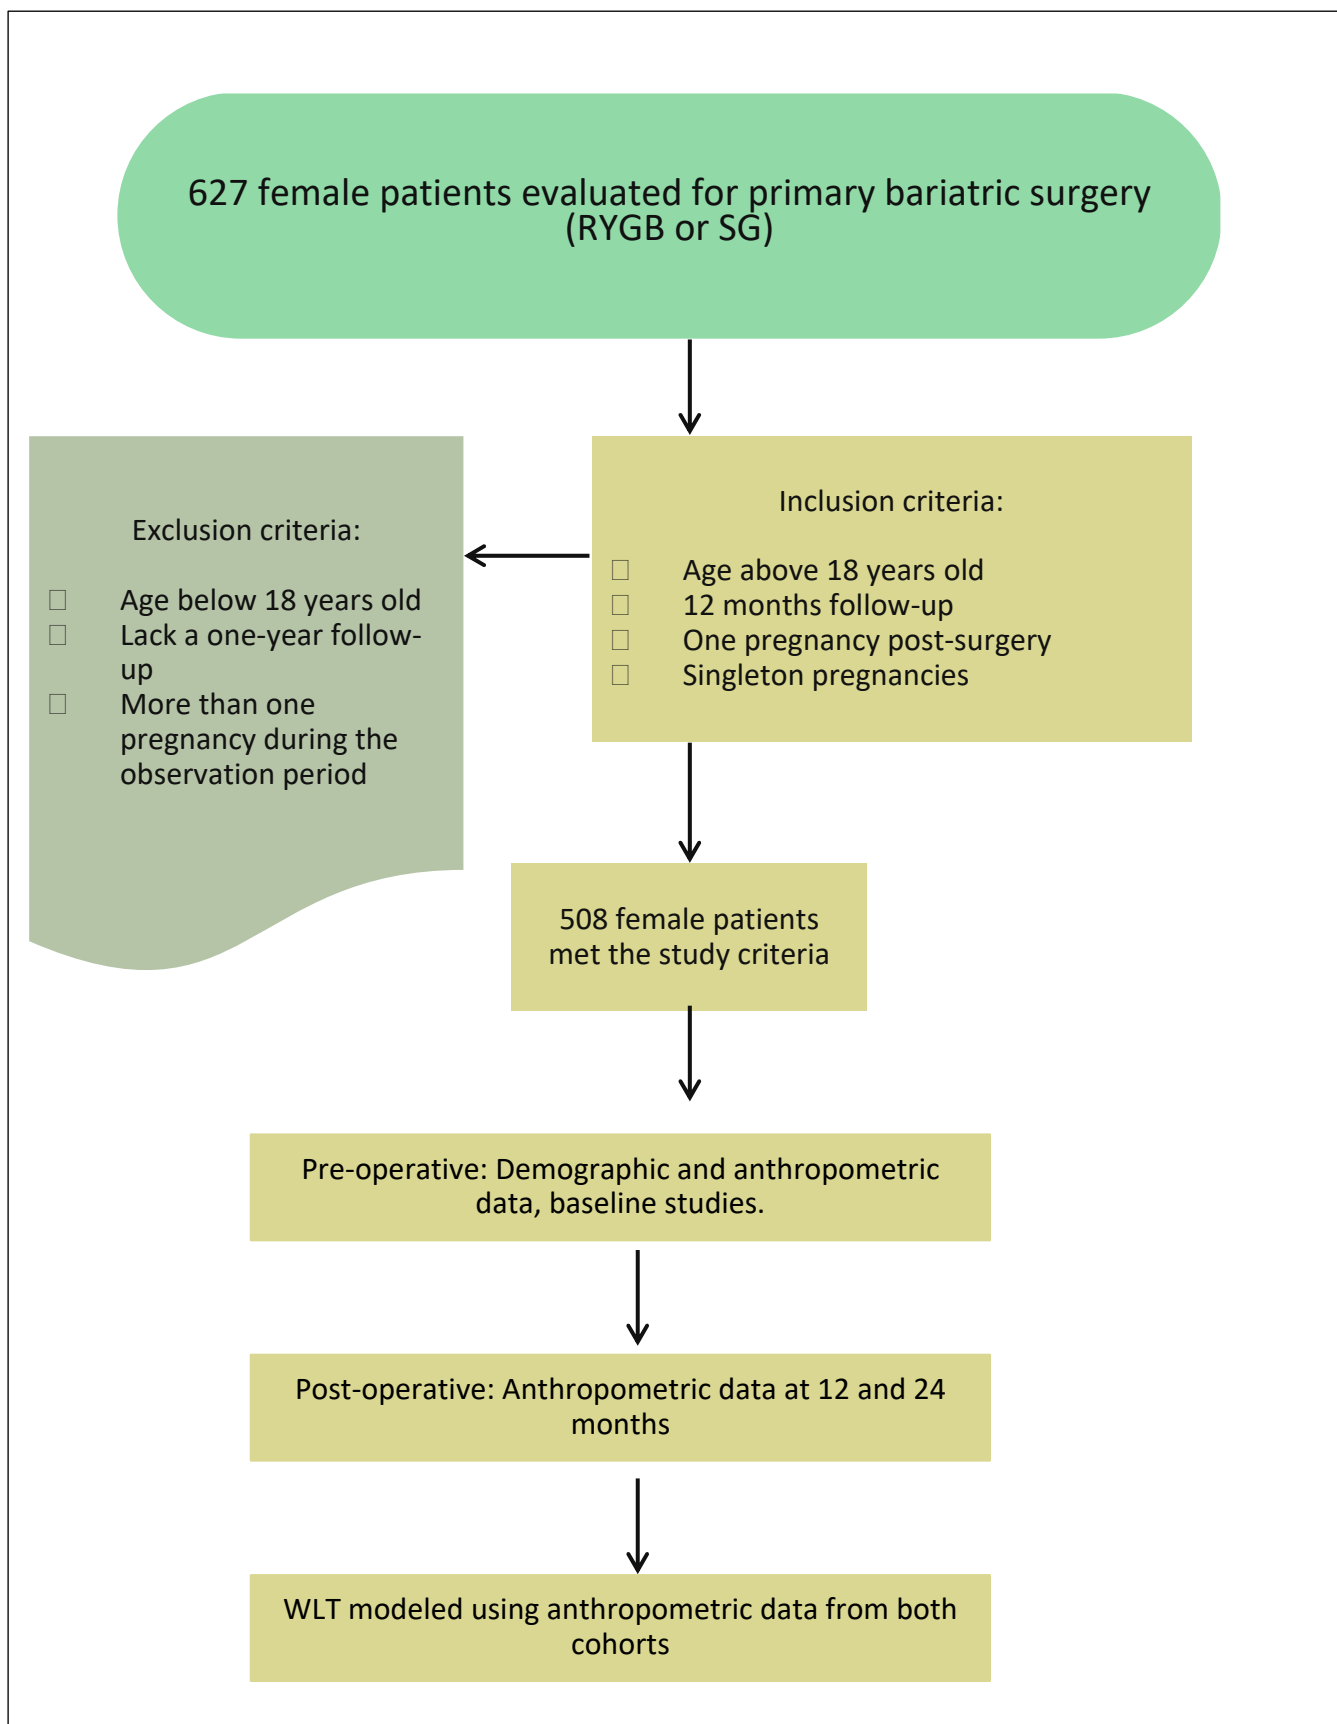 627 female patients evaluated for primary bariatric surgery
(RYGB or SG)
Inclusion criteria:
Age above 18 years old
12 months follow-up
One pregnancy post-surgery
Singleton pregnancies
Exclusion criteria:
Age below 18 years old
Lack a one-year follow-
up
More than one
pregnancy during the
observation period
508 female patients
met the study criteria
Pre-operative: Demographic and anthropometric
data, baseline studies.
Post-operative: Anthropometric data at 12 and 24
months
WLT modeled using anthropometric data from both
cohorts